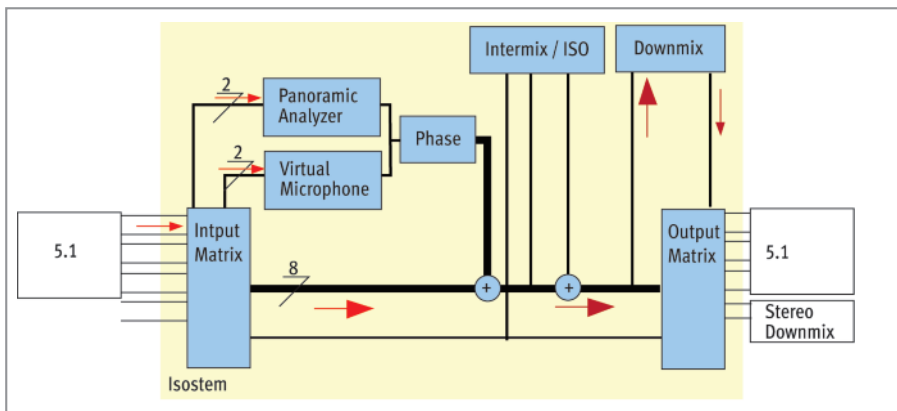 Intermix / ISO
Downmix
2
Panoramic
Analyzer
Phase
2
Virtual
Microphone
5.1
Intput
Matrix
8
+
+
Output
Matrix
5.1
Stereo
Downmix
Isostem